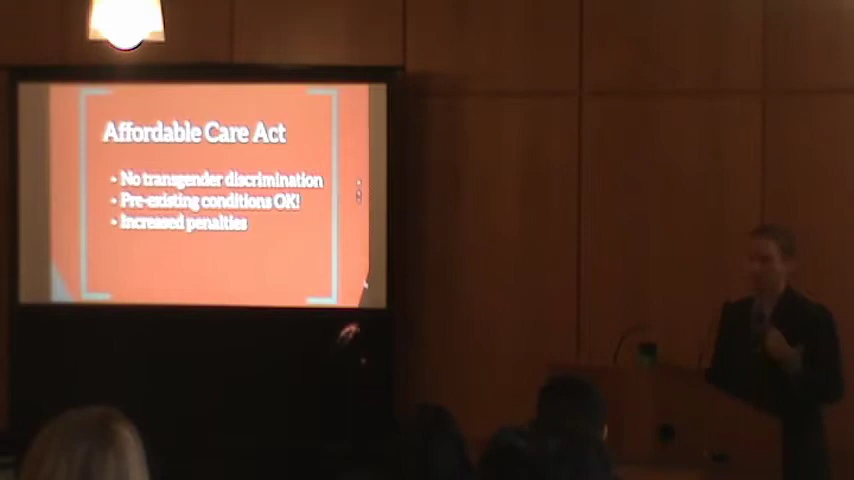 Affordable Care Act
• No transgender discrimination
• Pre-existing conditions OK!
• Increased penalties